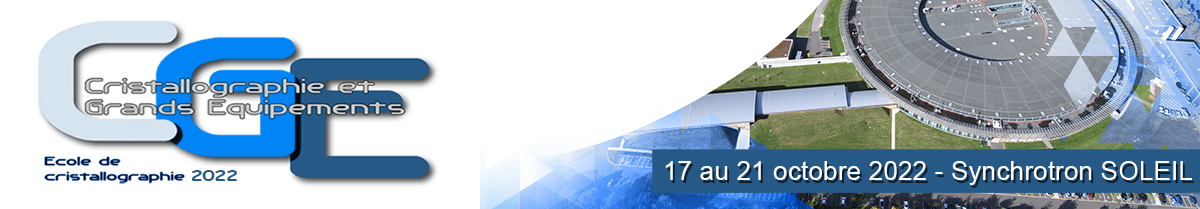 CGE
Cristallographie et
Grands Equipements
Ecole de
cristallographie 2022
17 au 21 octobre 2022 - Synchrotron SOLEIL